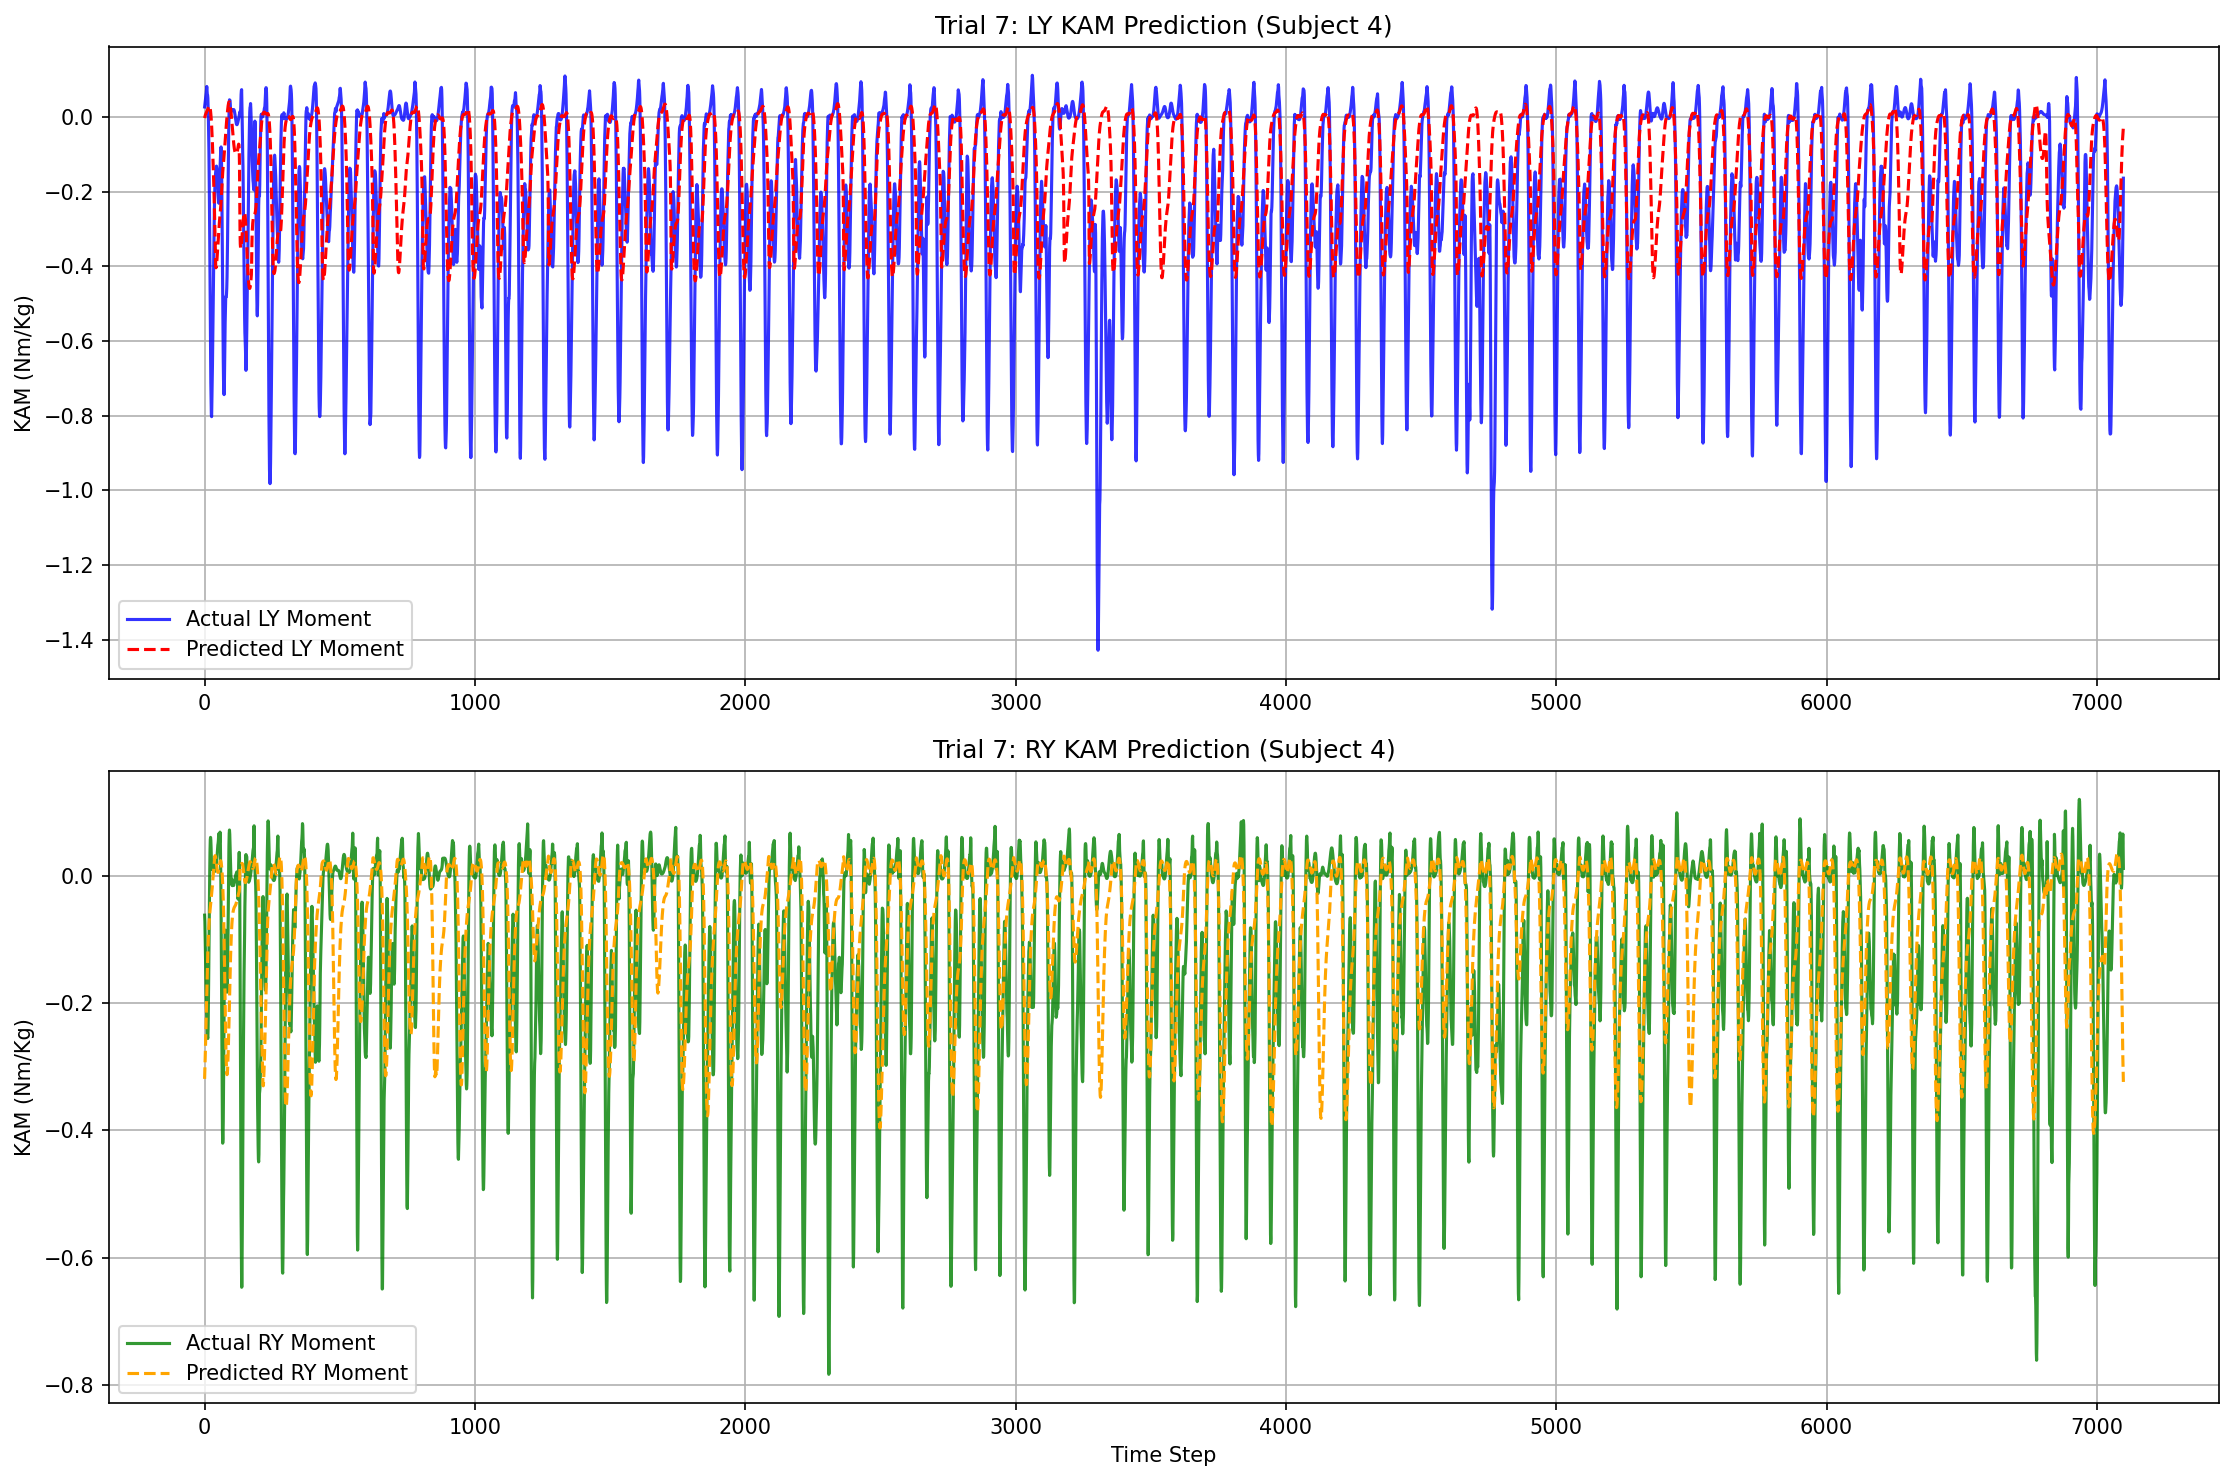 Trial 7: LY KAM Prediction (Subject 4)
KAM (Nm/Kg)
0.0
−0.2
−0.4
−0.6
−0.8
−1.0
−1.2
−1.4
Actual LY Moment
Predicted LY Moment
0 1000 2000 3000 4000 5000 6000 7000
Trial 7: RY KAM Prediction (Subject 4)
KAM (Nm/Kg)
0.0
−0.2
−0.4
−0.6
−0.8
Actual RY Moment
Predicted RY Moment
0 1000 2000 3000 4000 5000 6000 7000
Time Step